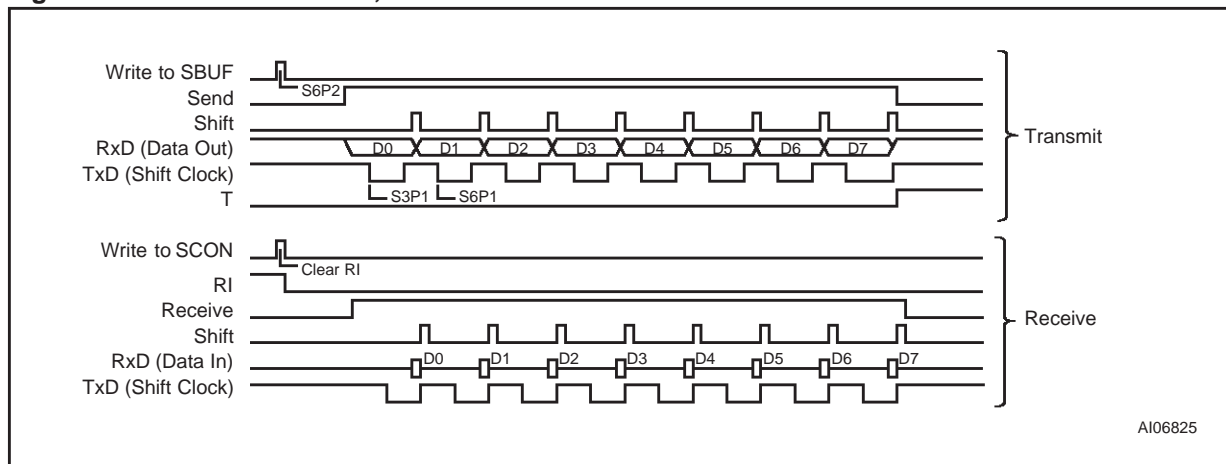 Write to SBUF
S6P2
Send
Shift
RxD (Data Out)
D0 D1 D2 D3 D4 D5 D6 D7
TxD (Shift Clock)
S3P1 S6P1
T
Transmit
Write to SCON
Clear RI
RI
Receive
Shift
RxD (Data In)
D0 D1 D2 D3 D4 D5 D6 D7
TxD (Shift Clock)
Receive
AI06825